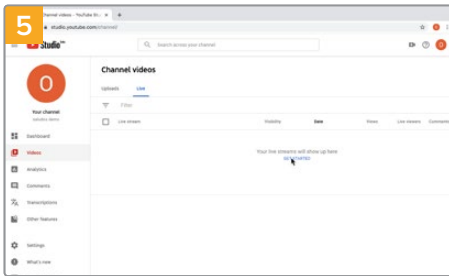 5
Channel videos - YouTube St...
studio.youtube.com/channel/
Studio
Search across your channel
O
Channel videos
Uploads
Live
Filter
Live stream
Visibility
Date
Views
Live viewers
Comments
Your live streams will show up here
GET STARTED
O
Your channel
Dashboard
Videos
Analytics
Comments
Transcriptions
Other features
Settings
What's new